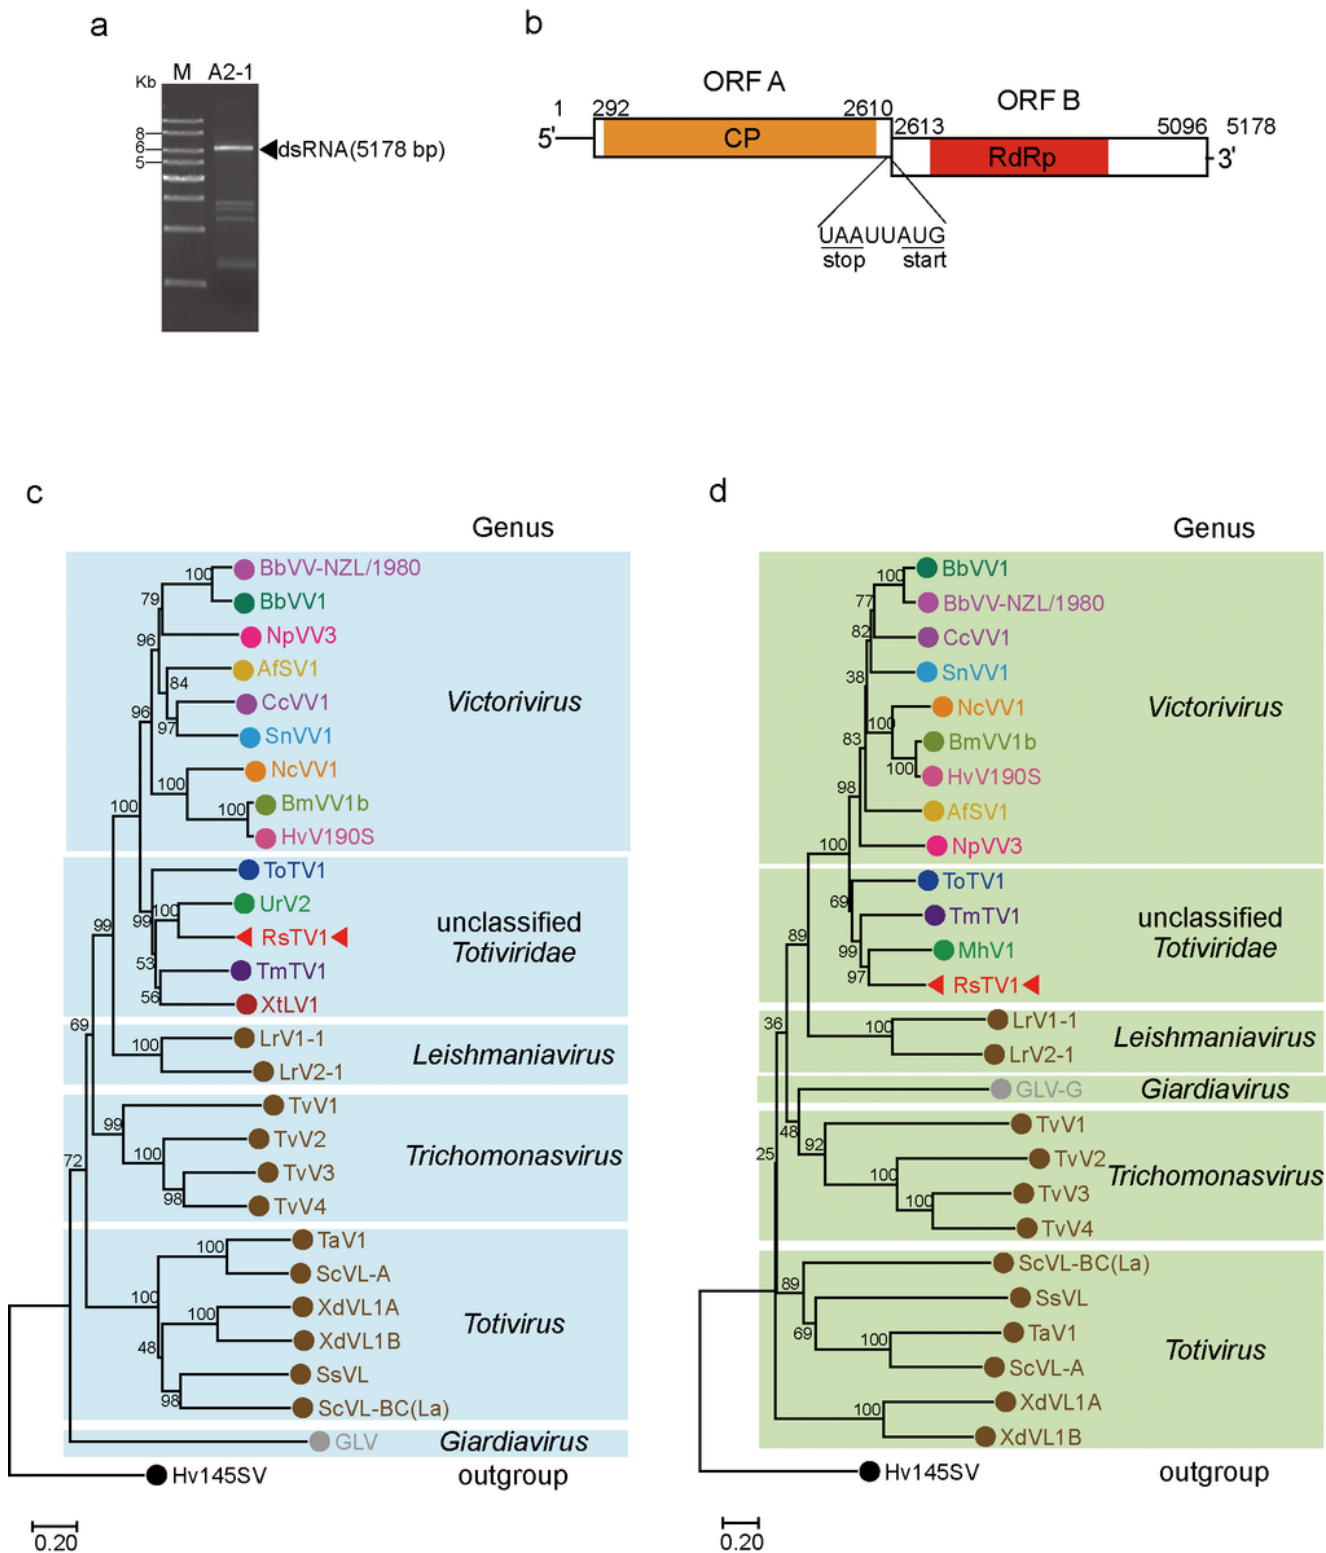 a
Kb
M A2-1
8
6
5
dsRNA(5178 bp)
b
ORF A
ORF B
1
292
2610
2613
5096
5178
5'
CP
RdRp
3'
UAAUUAUG
stop
start
c
Genus
100
BbVV-NZL/1980
79
BbVV1
96
NpVV3
AfSV1
84
CcVV1
Victorivirus
96
97
SnVV1
NcVV1
100
BmVV1b
100
100
HvV190S
ToTV1
UrV2
100
99
99
RsTV1
unclassified
Totiviridae
53
TmTV1
56
XtLV1
69
LrV1-1
100
Leishmaniavirus
LrV2-1
TvV1
99
TvV2
100
Trichomonasvirus
72
TvV3
98
TvV4
TaV1
100
ScVL-A
100
XdVL1A
100
Totivirus
48
XdVL1B
SsVL
98
ScVL-BC(La)
GLV
Giardiavirus
Hv145SV
outgroup
0.20
d
Genus
BbVV1
100
77
BbVV-NZL/1980
82
CcVV1
38
SnVV1
Victorivirus
NcVV1
100
83
BmVV1b
100
HvV190S
98
AfSV1
100
NpVV3
ToTV1
69
TmTV1
unclassified
Totiviridae
89
99
MhV1
97
RsTV1
36
LrV1-1
100
Leishmaniavirus
LrV2-1
GLV-G
Giardiavirus
48
TvV1
25
92
TvV2
100
Trichomonasvirus
TvV3
100
TvV4
ScVL-BC(La)
89
SsVL
69
TaV1
100
Totivirus
ScVL-A
XdVL1A
100
XdVL1B
Hv145SV
outgroup
0.20